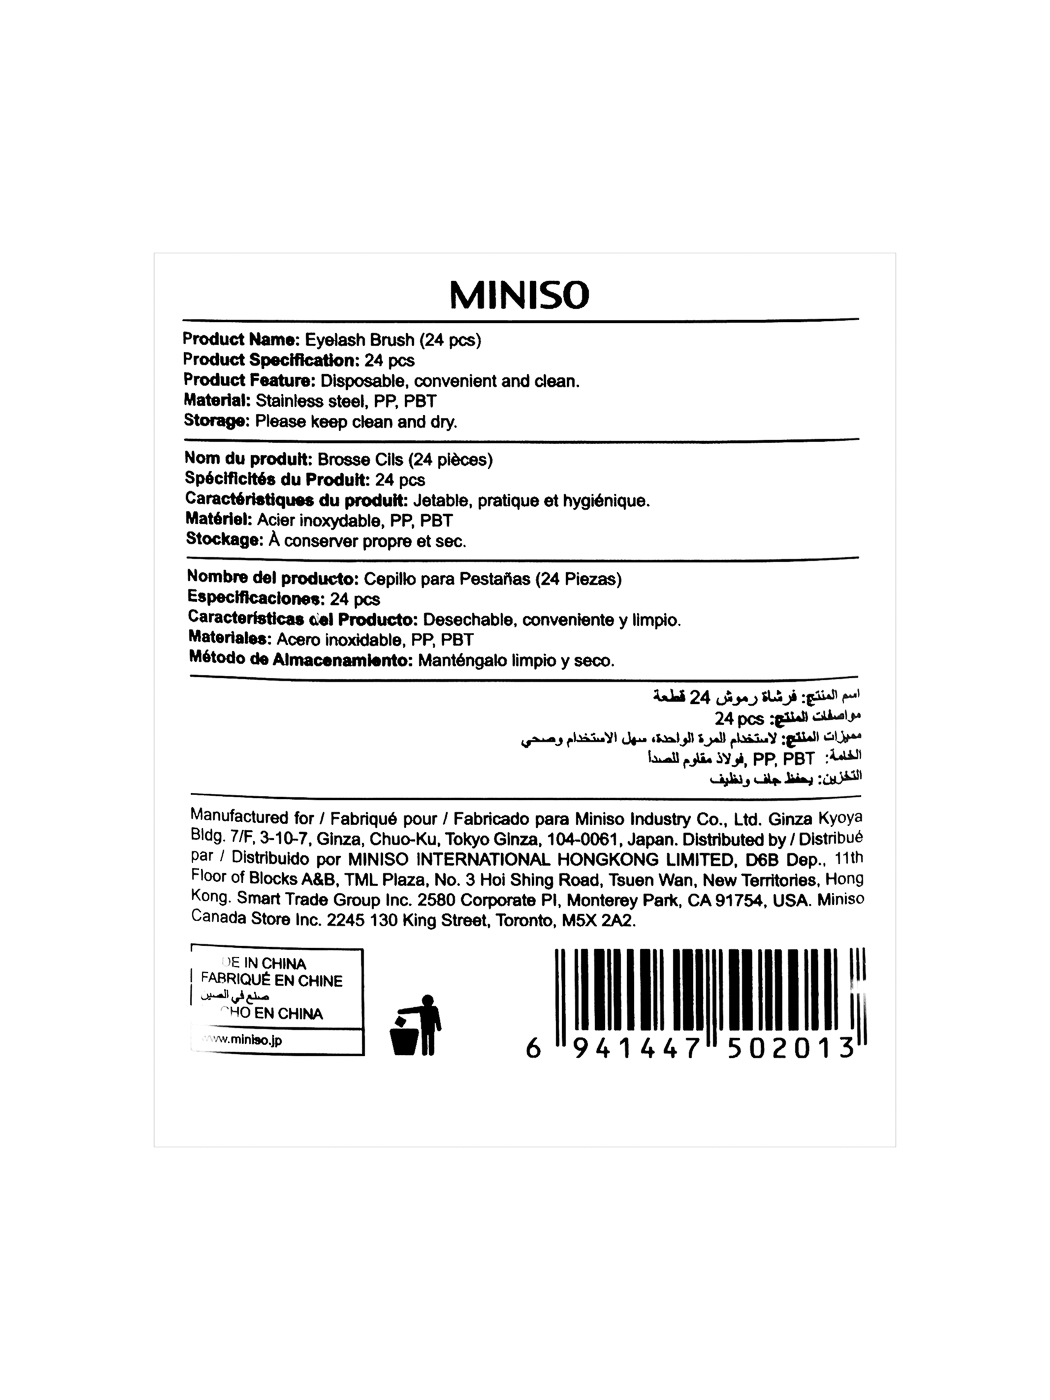 MINISO
Product Name: Eyelash Brush (24 pcs)
Product Specification: 24 pcs
Product Feature: Disposable, convenient and clean.
Material: Stainless steel, PP, PBT
Storage: Please keep clean and dry.
Nom du produit: Brosse Cils (24 pièces)
Spécificités du Produit: 24 pcs
Caractéristiques du produit: Jetable, pratique et hygiénique.
Matériel: Acier inoxydable, PP, PBT
Stockage: À conserver propre et sec.
Nombre del producto: Cepillo para Pestañas (24 Piezas)
Especificaciones: 24 pcs
Características del Producto: Desechable, conveniente y limpio.
Materiales: Acero inoxidable, PP, PBT
Método de Almacenamiento: Manténgalo limpio y seco.
اسم المنتج: فرشاة رموش 24 قطعة
مواصفات المنتج: 24 pcs
مميزات المنتج: لاستخدام المرة الواحدة، سهل الاستخدام وصحي
الخامة: PP, PBT ,فولاذ مقاوم للصدأ
التخزين: يحفظ جاف ونظيف
Manufactured for / Fabriqué pour / Fabricado para Miniso Industry Co., Ltd. Ginza Kyoya
Bldg. 7/F, 3-10-7, Ginza, Chuo-Ku, Tokyo Ginza, 104-0061, Japan. Distributed by / Distribué
par / Distribuido por MINISO INTERNATIONAL HONGKONG LIMITED, D6B Dep., 11th
Floor of Blocks A&B, TML Plaza, No. 3 Hoi Shing Road, Tsuen Wan, New Territories, Hong
Kong. Smart Trade Group Inc. 2580 Corporate Pl, Monterey Park, CA 91754, USA. Miniso
Canada Store Inc. 2245 130 King Street, Toronto, M5X 2A2.
IN CHINA
FABRIQUÉ EN CHINE
صنع في الصين
EN CHINA
www.miniso.jp
6 941447 502013